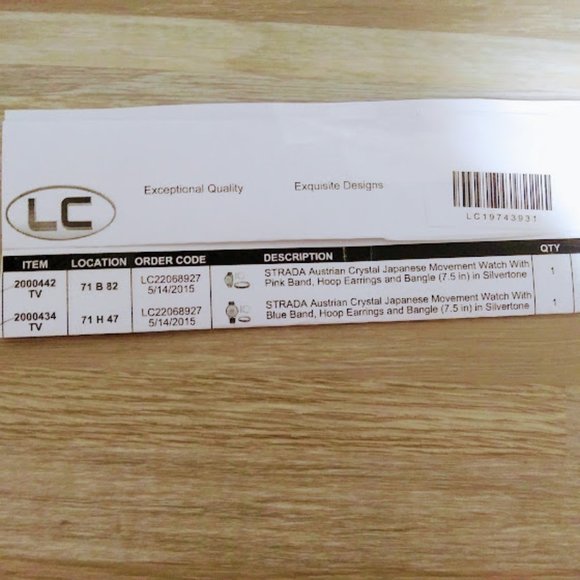 LC
Exceptional Quality Exquisite Designs
LC19743931
ITEM LOCATION ORDER CODE DESCRIPTION QTY
2000442 TV 71 B 82 LC22068927 5/14/2015 STRADA Austrian Crystal Japanese Movement Watch With Pink Band, Hoop Earrings and Bangle (7.5 in) in Silvertone 1
2000434 TV 71 H 47 LC22068927 5/14/2015 STRADA Austrian Crystal Japanese Movement Watch With Blue Band, Hoop Earrings and Bangle (7.5 in) in Silvertone 1